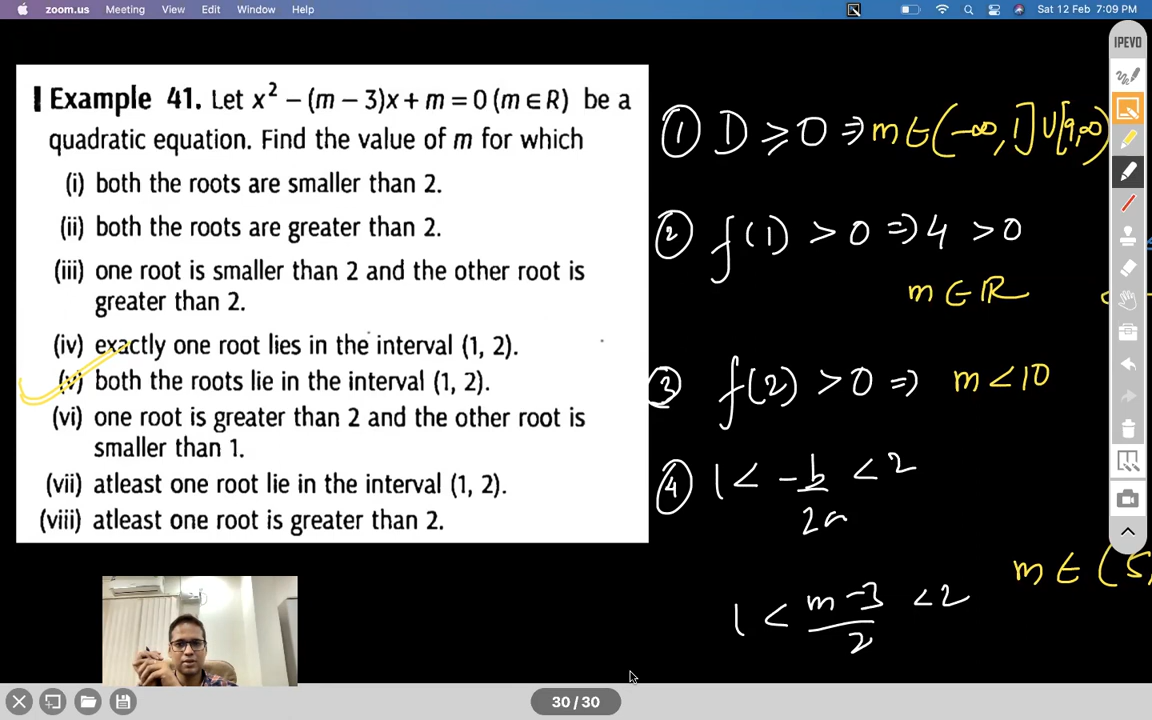 zoom.us Meeting View Edit Window Help Sat 12 Feb 7:09 PM
IPEVO
Example 41. Let x² − (m − 3)x + m = 0 (m ∈ R) be a
quadratic equation. Find the value of m for which
(i) both the roots are smaller than 2.
(ii) both the roots are greater than 2.
(iii) one root is smaller than 2 and the other root is
greater than 2.
(iv) exactly one root lies in the interval (1, 2).
(v) both the roots lie in the interval (1, 2).
(vi) one root is greater than 2 and the other root is
smaller than 1.
(vii) atleast one root lie in the interval (1, 2).
(viii) atleast one root is greater than 2.
① D ⩾ 0 ⇒ m ∈ (-∞, 1] ∪ [9, ∞)
② f(1) > 0 ⇒ 4 > 0
m ∈ ℝ
③ f(2) > 0 ⇒ m < 10
④ 1 < -b/2a < 2
1 < m-3/2 < 2
m ∈ (5,
30 / 30